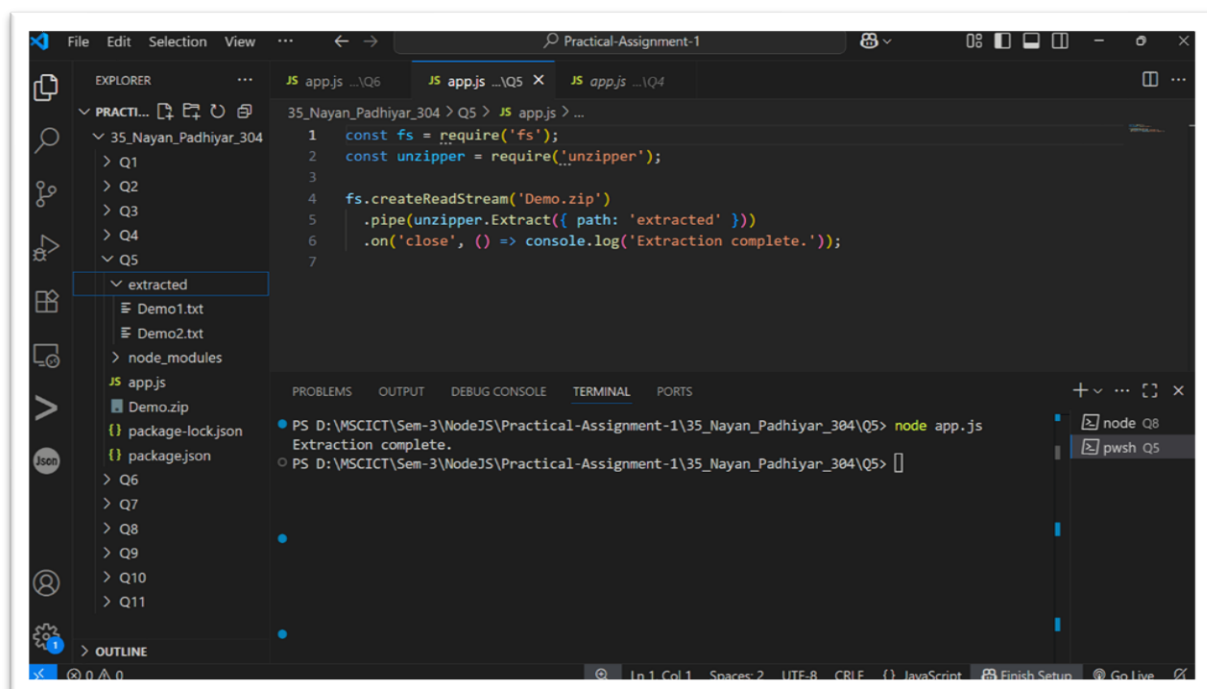 File Edit Selection View ··· ← → Practical-Assignment-1
EXPLORER ···
PRACTI...
35_Nayan_Padhiyar_304
Q1
Q2
Q3
Q4
Q5
extracted
Demo1.txt
Demo2.txt
node_modules
JS app.js
Demo.zip
{} package-lock.json
{} package.json
Q6
Q7
Q8
Q9
Q10
Q11
OUTLINE
Json
1
JS app.js ...\Q6 JS app.js ...\Q5 × JS app.js ...\Q4
35_Nayan_Padhiyar_304 > Q5 > JS app.js > ...
1 const fs = require('fs');
2 const unzipper = require('unzipper');
3
4 fs.createReadStream('Demo.zip')
5 .pipe(unzipper.Extract({ path: 'extracted' }))
6 .on('close', () => console.log('Extraction complete.'));
7
PROBLEMS OUTPUT DEBUG CONSOLE TERMINAL PORTS
PS D:\MSCICT\Sem-3\NodeJS\Practical-Assignment-1\35_Nayan_Padhiyar_304\Q5> node app.js
Extraction complete.
PS D:\MSCICT\Sem-3\NodeJS\Practical-Assignment-1\35_Nayan_Padhiyar_304\Q5>
node Q8
pwsh Q5
0 0 Ln 1, Col 1 Spaces: 2 UTF-8 CRLF {} JavaScript Finish Setup Go Live